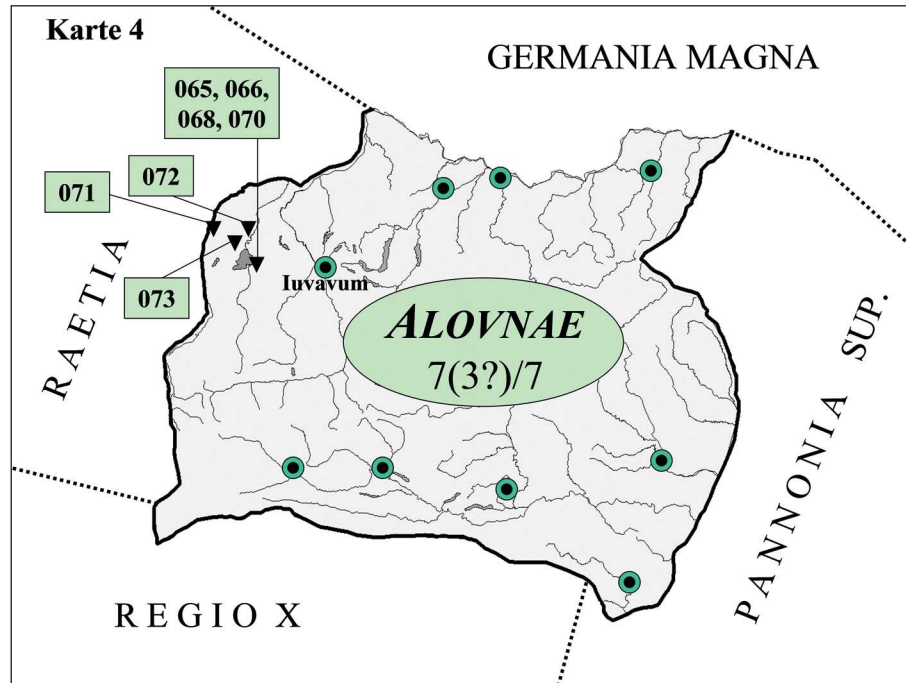 Karte 4
GERMANIA MAGNA
065, 066,
068, 070
072
071
073
RAETIA
Iuvavum
ALOVNAE
7(3?)/7
PANNONIA SUP.
REGIO X